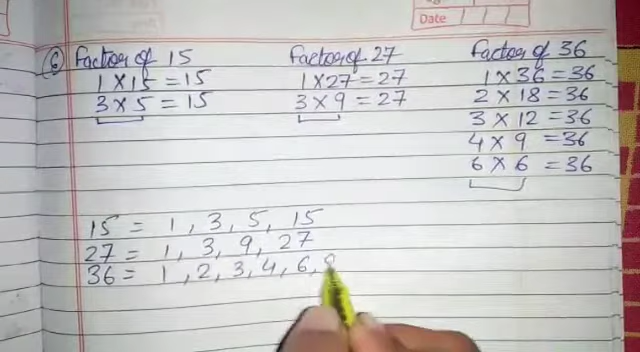 Date
6 Factor of 15
1 × 15 = 15
3 × 5 = 15
Factor of 27
1 × 27 = 27
3 × 9 = 27
Factor of 36
1 × 36 = 36
2 × 18 = 36
3 × 12 = 36
4 × 9 = 36
6 × 6 = 36
15 = 1, 3, 5, 15
27 = 1, 3, 9, 27
36 = 1, 2, 3, 4, 6, 9